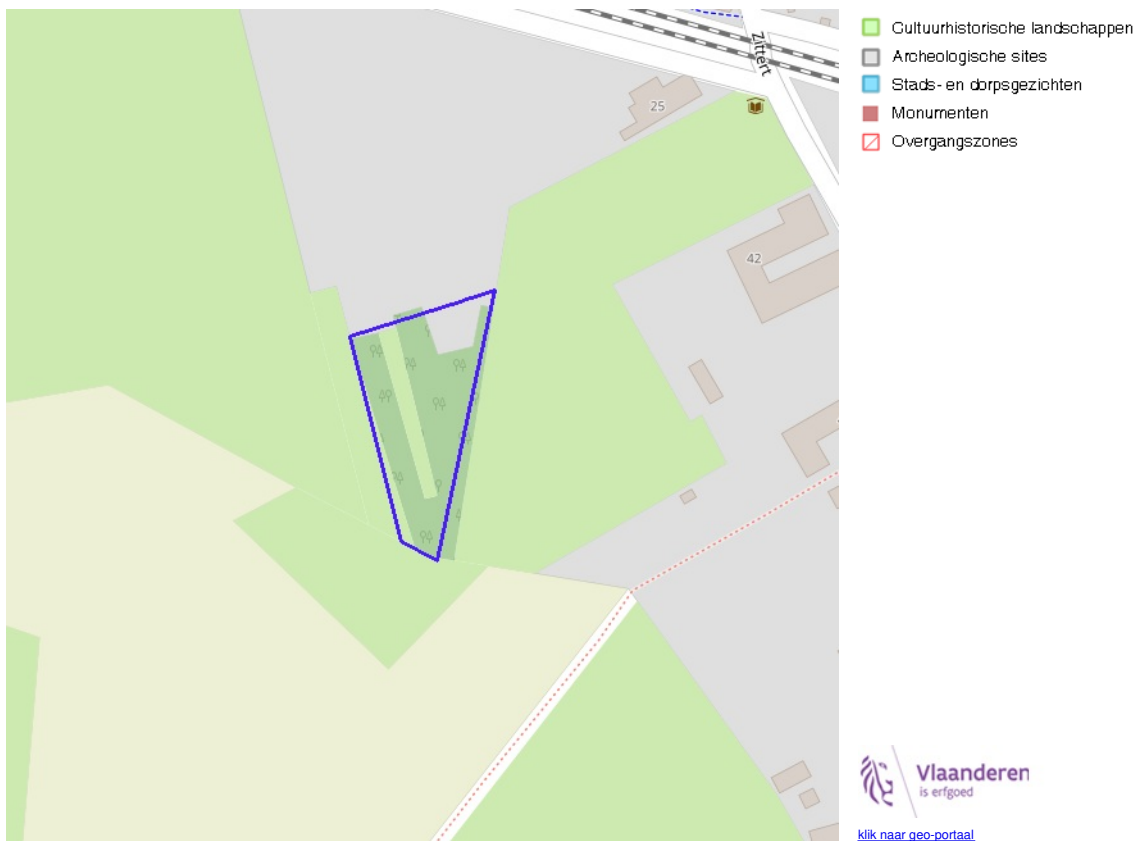 Zittert
25
42
Cultuurhistorische landschappen
Archeologische sites
Stads- en dorpsgezichten
Monumenten
Overgangszones
Vlaanderen
is erfgoed
klik naar geo-portaal